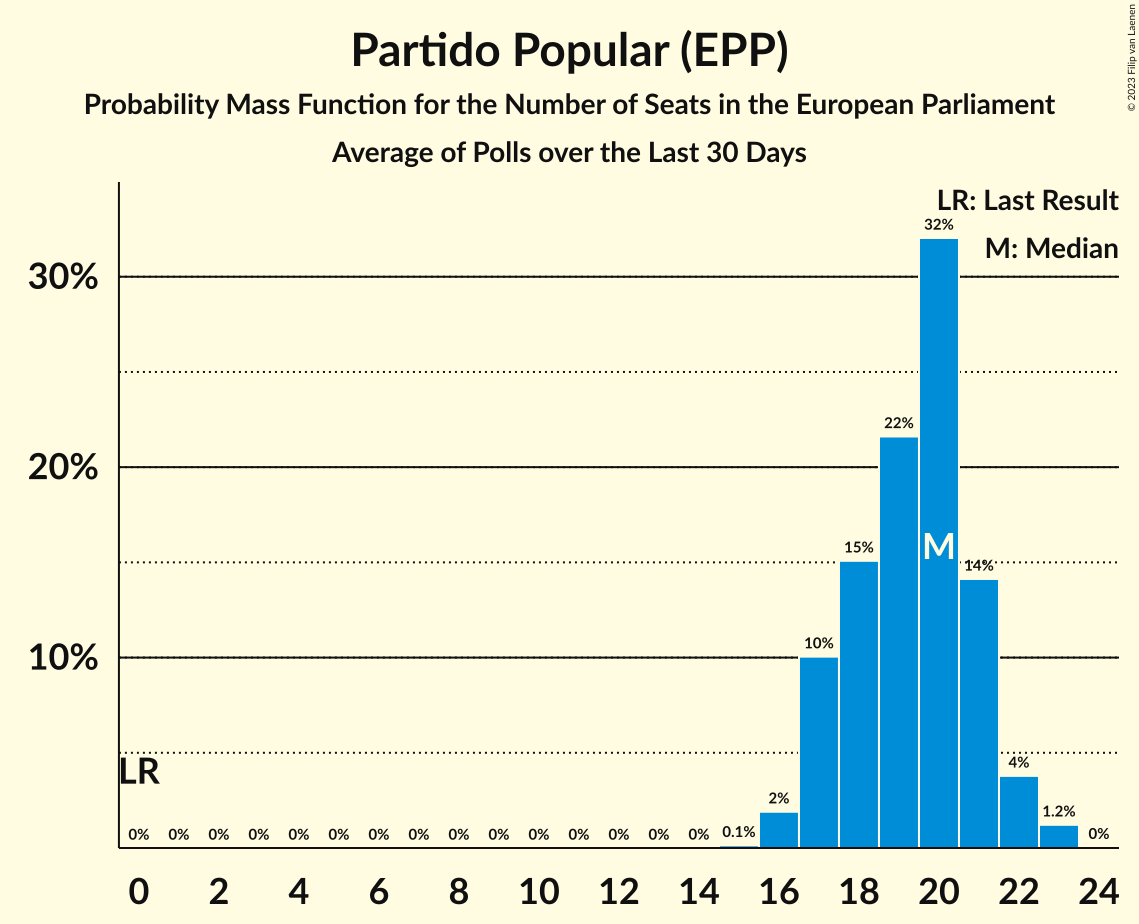 Partido Popular (EPP)
Probability Mass Function for the Number of Seats in the European Parliament
Average of Polls over the Last 30 Days
© 2023 Filip van Laenen
LR: Last Result
M: Median
30%
20%
10%
32%
22%
M
15%
14%
10%
LR
4%
2%
1.2%
0% 0% 0% 0% 0% 0% 0% 0% 0% 0% 0% 0% 0% 0% 0% 0.1% 0%
0 2 4 6 8 10 12 14 16 18 20 22 24